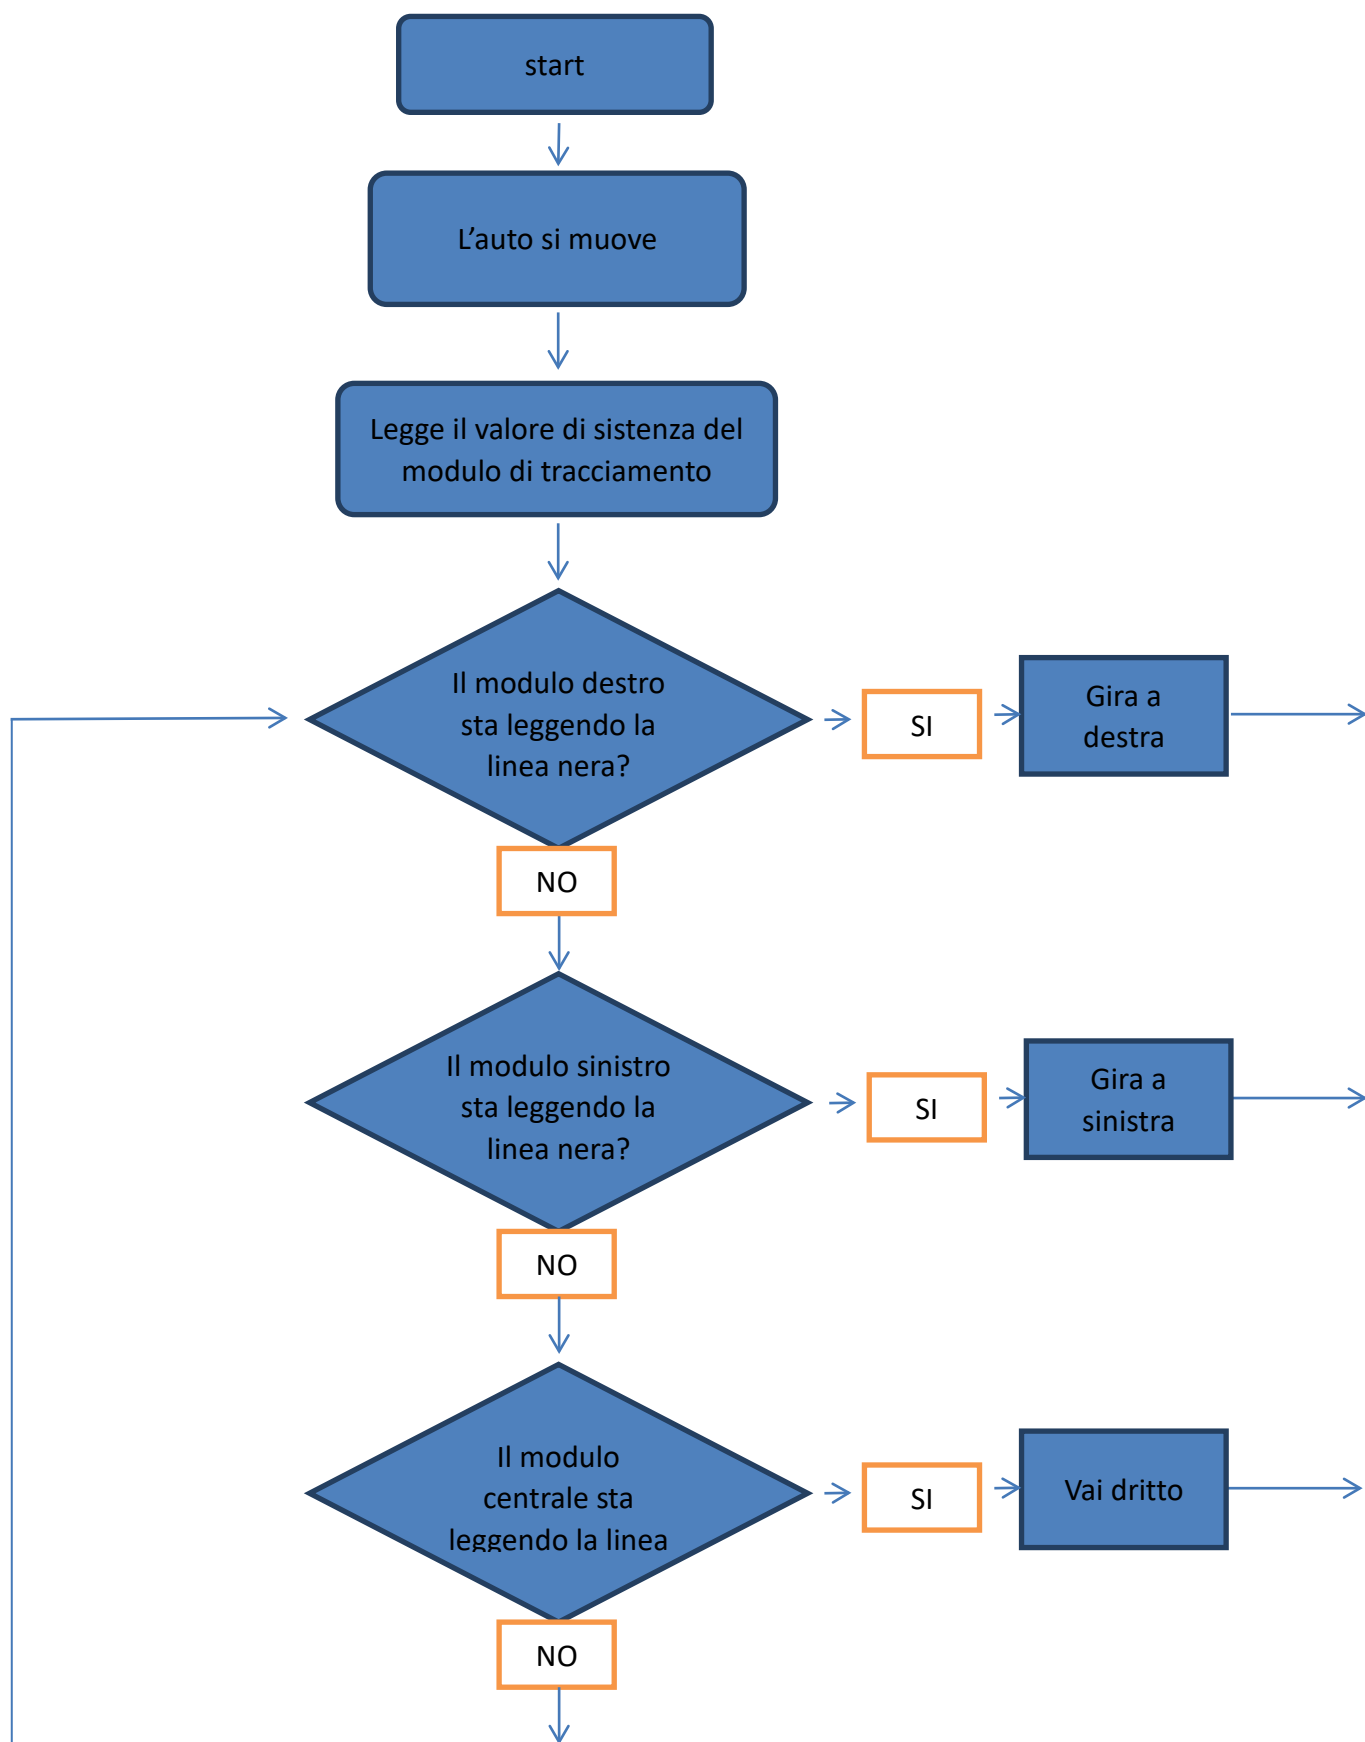 start
L’auto si muove
Legge il valore di sistenza del
modulo di tracciamento
Il modulo destro
sta leggendo la
linea nera?
SI
Gira a
destra
NO
Il modulo sinistro
sta leggendo la
linea nera?
SI
Gira a
sinistra
NO
Il modulo
centrale sta
leggendo la linea
SI
Vai dritto
NO